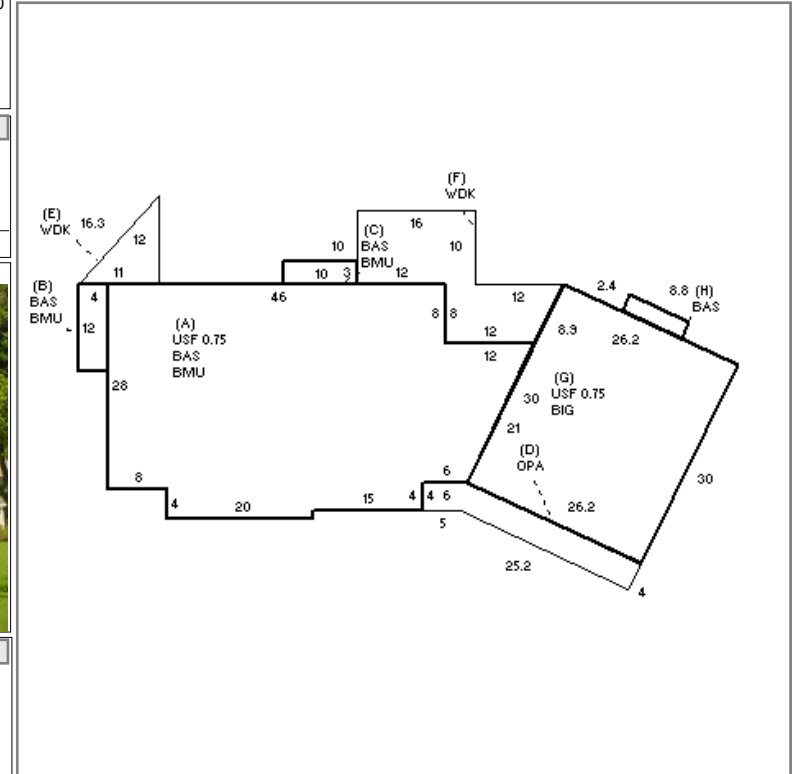 (F)
WDK
(E)
WDK
16.3
12
16
10
(C)
BAS
BMU
10
10
3
12
11
(B)
BAS
BMU
4
12
46
12
2.4
8.8
(H)
BAS
8
8
12
12
8.9
26.2
(A)
USF 0.75
BAS
BMU
28
(G)
USF 0.75
BIG
30
21
(D)
OPA
30
8
4
20
15
6
4
4
6
5
26.2
25.2
4